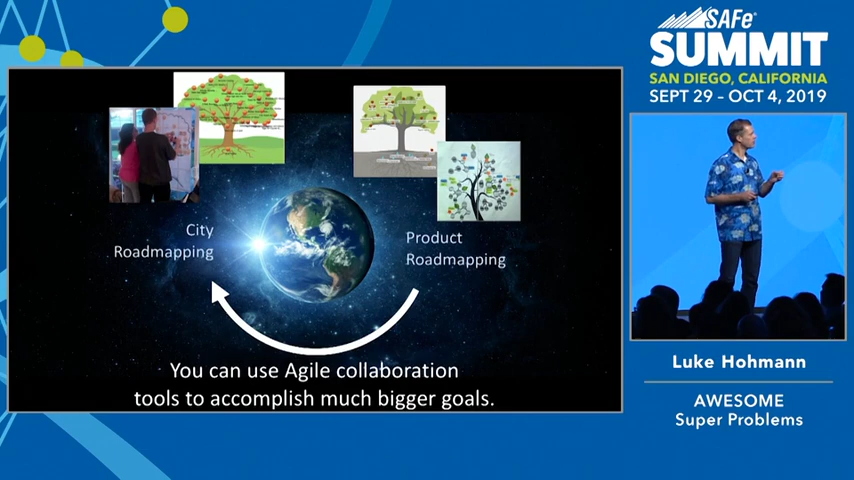 City
Roadmapping
Product
Roadmapping
You can use Agile collaboration
tools to accomplish much bigger goals.
SAFe®
SUMMIT
SAN DIEGO, CALIFORNIA
SEPT 29 - OCT 4, 2019
Luke Hohmann
AWESOME
Super Problems